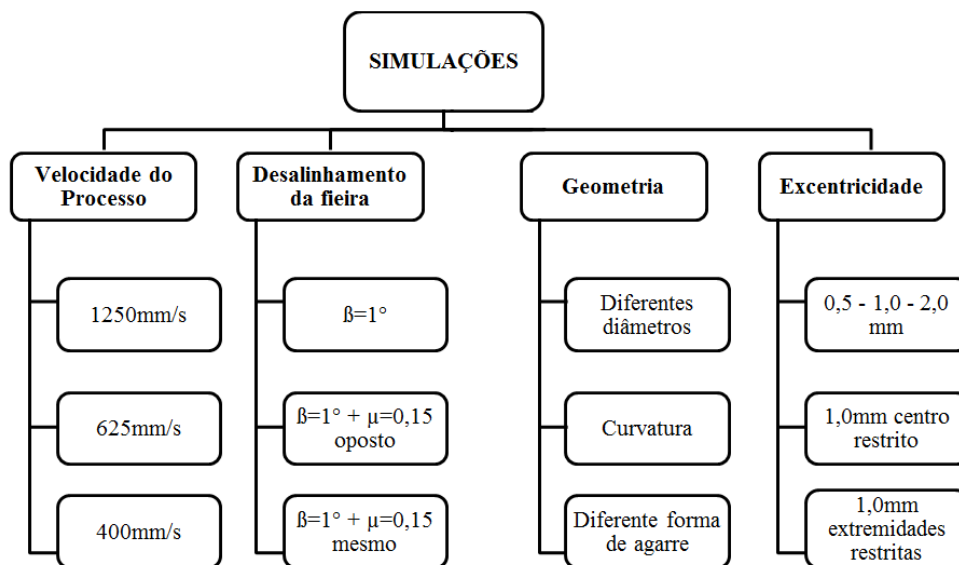 SIMULAÇÕES
Velocidade do
Processo
1250mm/s
625mm/s
400mm/s
Desalinhamento
da fieira
ß=1°
ß=1° + µ=0,15
oposto
ß=1° + µ=0,15
mesmo
Geometria
Diferentes
diâmetros
Curvatura
Diferente forma
de agarre
Excentricidade
0,5 - 1,0 - 2,0
mm
1,0mm centro
restrito
1,0mm
extremidades
restritas